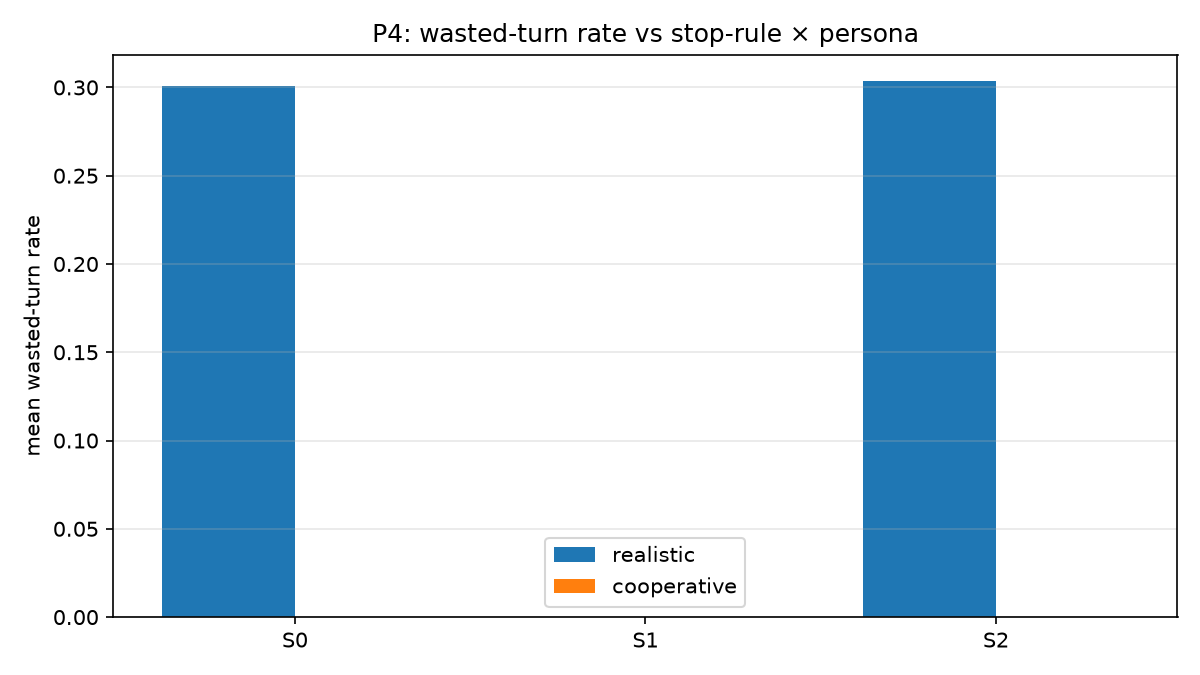 P4: wasted-turn rate vs stop-rule × persona
mean wasted-turn rate
0.30
0.25
0.20
0.15
0.10
0.05
0.00
realistic
cooperative
S0
S1
S2